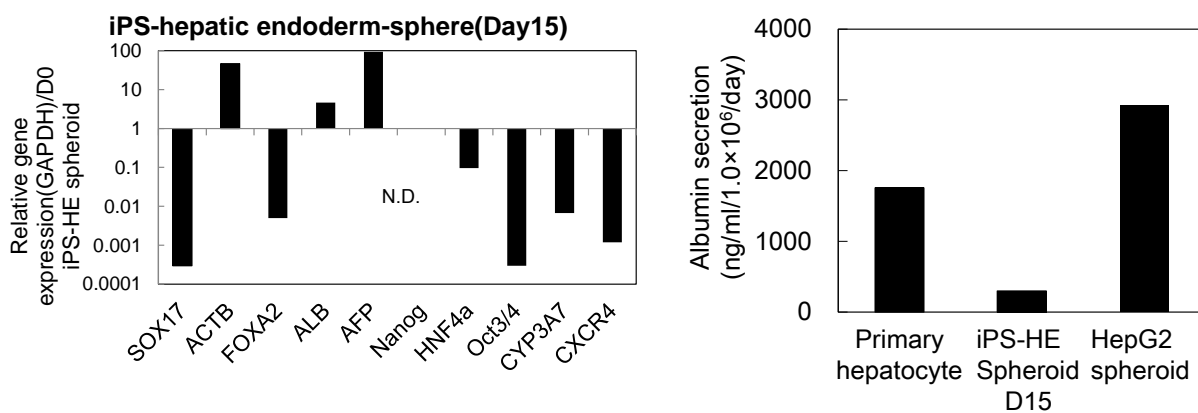 iPS-hepatic endoderm-sphere(Day15)
Relative gene
expression(GAPDH)/D0
iPS-HE spheroid
100
10
1
0.1
0.01
0.001
0.0001
N.D.
SOX17
ACTB
FOXA2
ALB
AFP
Nanog
HNF4a
Oct3/4
CYP3A7
CXCR4
Albumin secretion
(ng/ml/1.0×10⁶/day)
4000
3000
2000
1000
0
Primary
hepatocyte
iPS-HE
Spheroid
D15
HepG2
spheroid